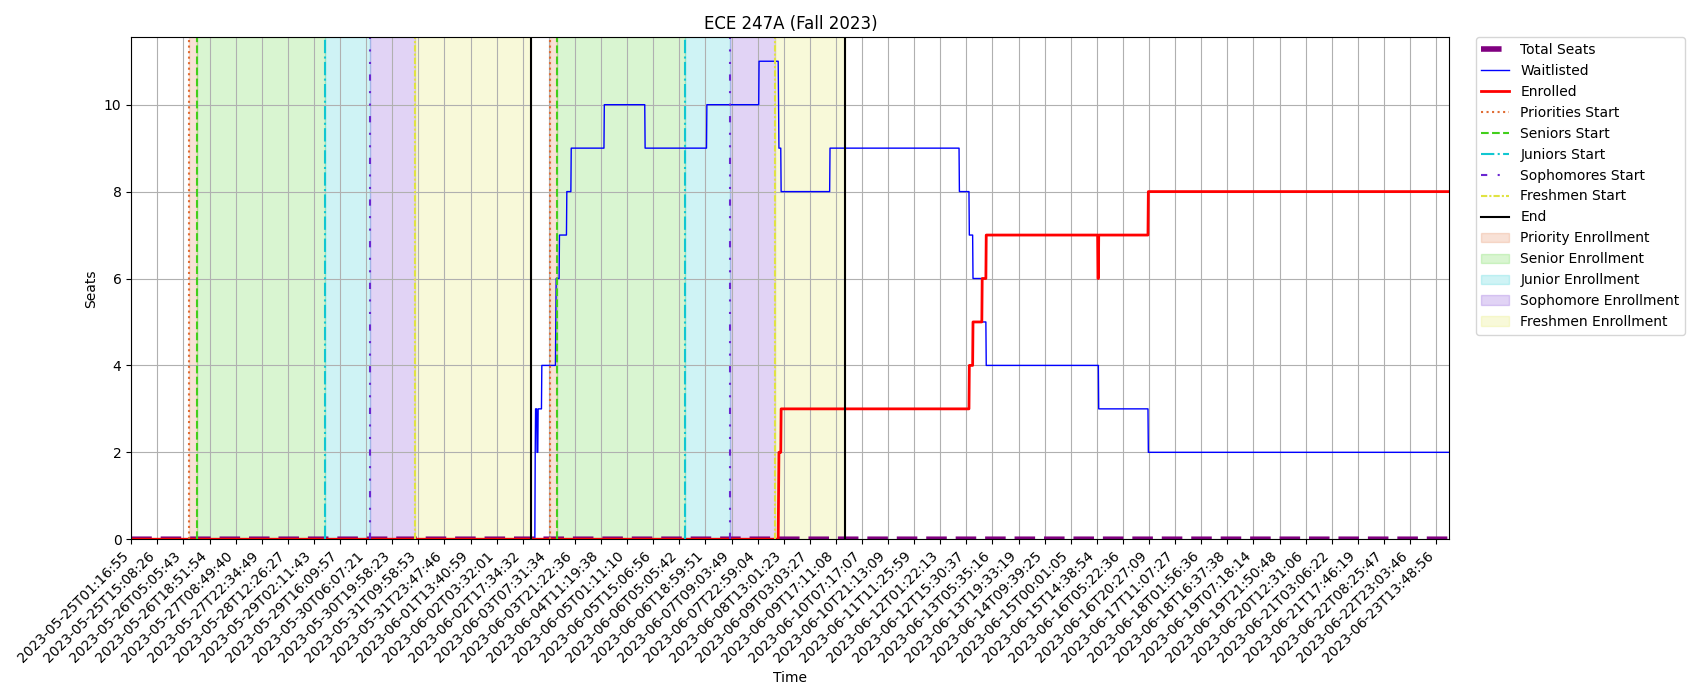 ECE 247A (Fall 2023)
Seats
10
8
6
4
2
0
2023-05-25T01:16:55
2023-05-25T15:08:26
2023-05-26T05:05:43
2023-05-26T18:51:54
2023-05-27T08:49:40
2023-05-27T22:34:49
2023-05-28T12:26:27
2023-05-29T02:11:43
2023-05-29T16:09:57
2023-05-30T06:07:21
2023-05-30T19:58:23
2023-05-31T09:58:53
2023-05-31T23:47:46
2023-06-01T13:40:59
2023-06-02T03:32:01
2023-06-02T17:34:32
2023-06-03T07:31:34
2023-06-03T21:22:36
2023-06-04T11:19:38
2023-06-05T01:11:10
2023-06-05T15:06:56
2023-06-06T05:05:42
2023-06-06T18:59:51
2023-06-07T09:03:49
2023-06-07T22:59:04
2023-06-08T13:01:23
2023-06-09T03:03:27
2023-06-09T17:11:08
2023-06-10T07:17:07
2023-06-10T21:13:09
2023-06-11T11:25:59
2023-06-12T01:22:13
2023-06-12T15:30:37
2023-06-13T05:35:16
2023-06-13T19:33:19
2023-06-14T09:39:25
2023-06-15T00:01:05
2023-06-15T14:38:54
2023-06-16T05:22:36
2023-06-16T20:27:09
2023-06-17T11:07:27
2023-06-18T01:56:36
2023-06-18T16:37:38
2023-06-19T07:18:14
2023-06-19T21:50:48
2023-06-20T12:31:06
2023-06-21T03:06:22
2023-06-21T17:46:19
2023-06-22T08:25:47
2023-06-22T23:03:46
2023-06-23T13:48:56
Time
Total Seats
Waitlisted
Enrolled
Priorities Start
Seniors Start
Juniors Start
Sophomores Start
Freshmen Start
End
Priority Enrollment
Senior Enrollment
Junior Enrollment
Sophomore Enrollment
Freshmen Enrollment